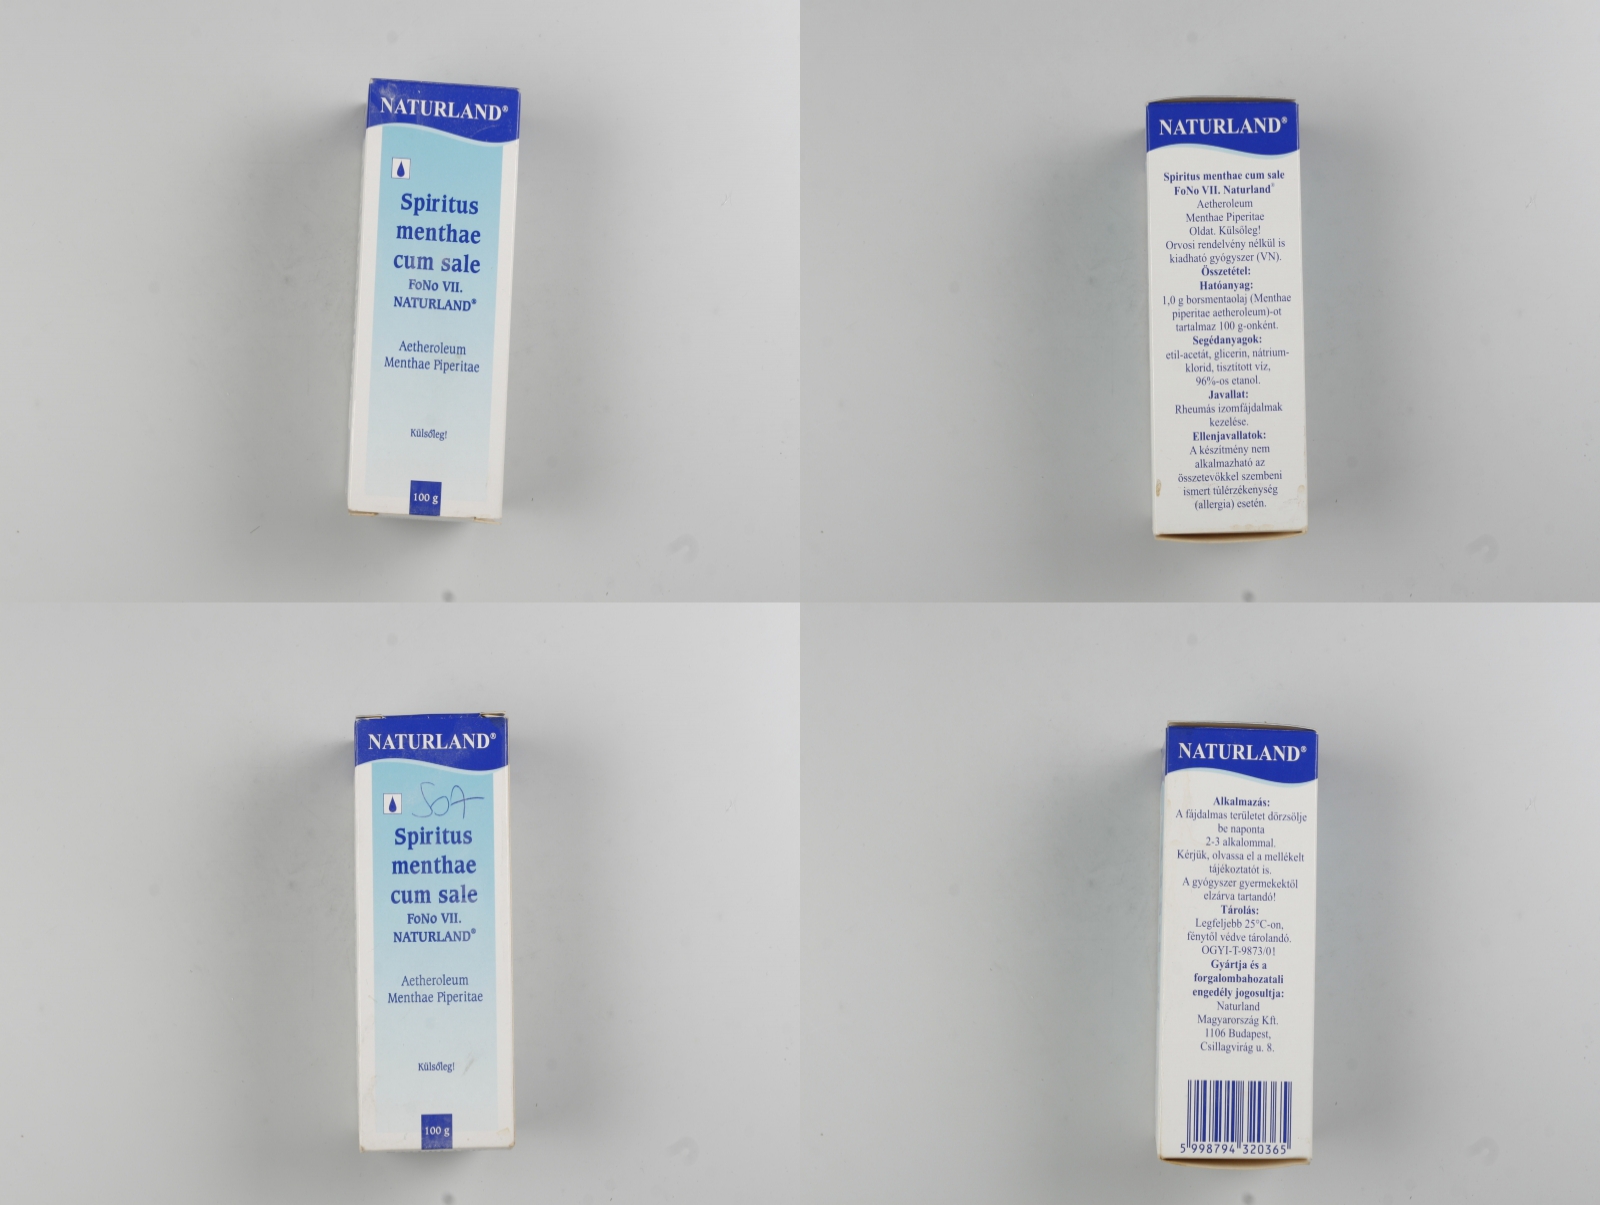 NATURLAND®
Spiritus
menthae
cum sale
FoNo VII.
NATURLAND®
Aetheroleum
Menthae Piperitae
Külsőleg!
100 g
NATURLAND®
Spiritus menthae cum sale
FoNo VII. Naturland®
Aetheroleum
Menthae Piperitae
Oldat. Külsőleg!
Orvosi rendelvény nélkül is
kiadható gyógyszer (VN).
Összetétel:
Hatóanyag:
1,0 g borsmentaolaj (Menthae
piperitae aetheroleum)-ot
tartalmaz 100 g-onként.
Segédanyagok:
etil-acetát, glicerin, nátrium-
klorid, tisztított víz,
96%-os etanol.
Javallat:
Rheumás izomfájdalmak
kezelése.
Ellenjavallatok:
A készítmény nem
alkalmazható az
összetevőkkel szembeni
ismert túlérzékenység
(allergia) esetén.
NATURLAND®
Spiritus
menthae
cum sale
FoNo VII.
NATURLAND®
Aetheroleum
Menthae Piperitae
Külsőleg!
100 g
NATURLAND®
Alkalmazás:
A fájdalmas területet dörzsölje
be naponta
2-3 alkalommal.
Kérjük, olvassa el a mellékelt
tájékoztatót is.
A gyógyszer gyermekektől
elzárva tartandó!
Tárolás:
Legfeljebb 25°C-on,
fénytől védve tárolandó.
OGYI-T-9873/01
Gyártja és a
forgalombahozatali
engedély jogosultja:
Naturland
Magyarország Kft.
1106 Budapest,
Csillagvirág u. 8.
5 998794 320365